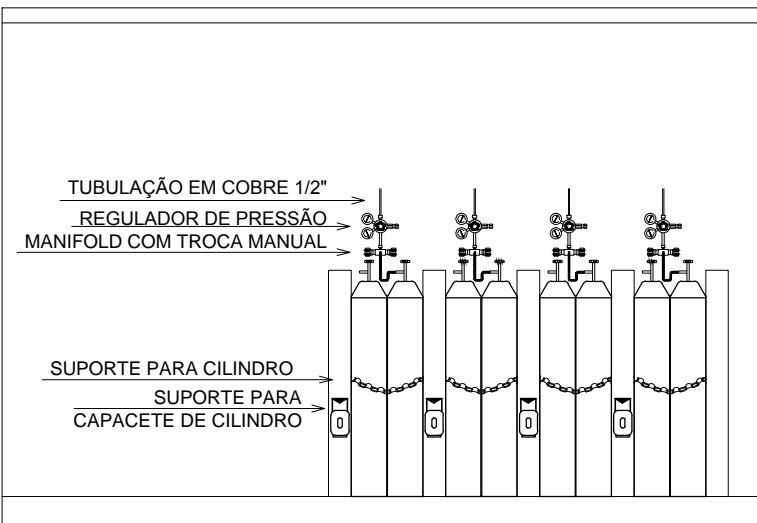 TUBULAÇÃO EM COBRE 1/2"
REGULADOR DE PRESSÃO
MANIFOLD COM TROCA MANUAL
SUPORTE PARA CILINDRO
SUPORTE PARA
CAPACETE DE CILINDRO